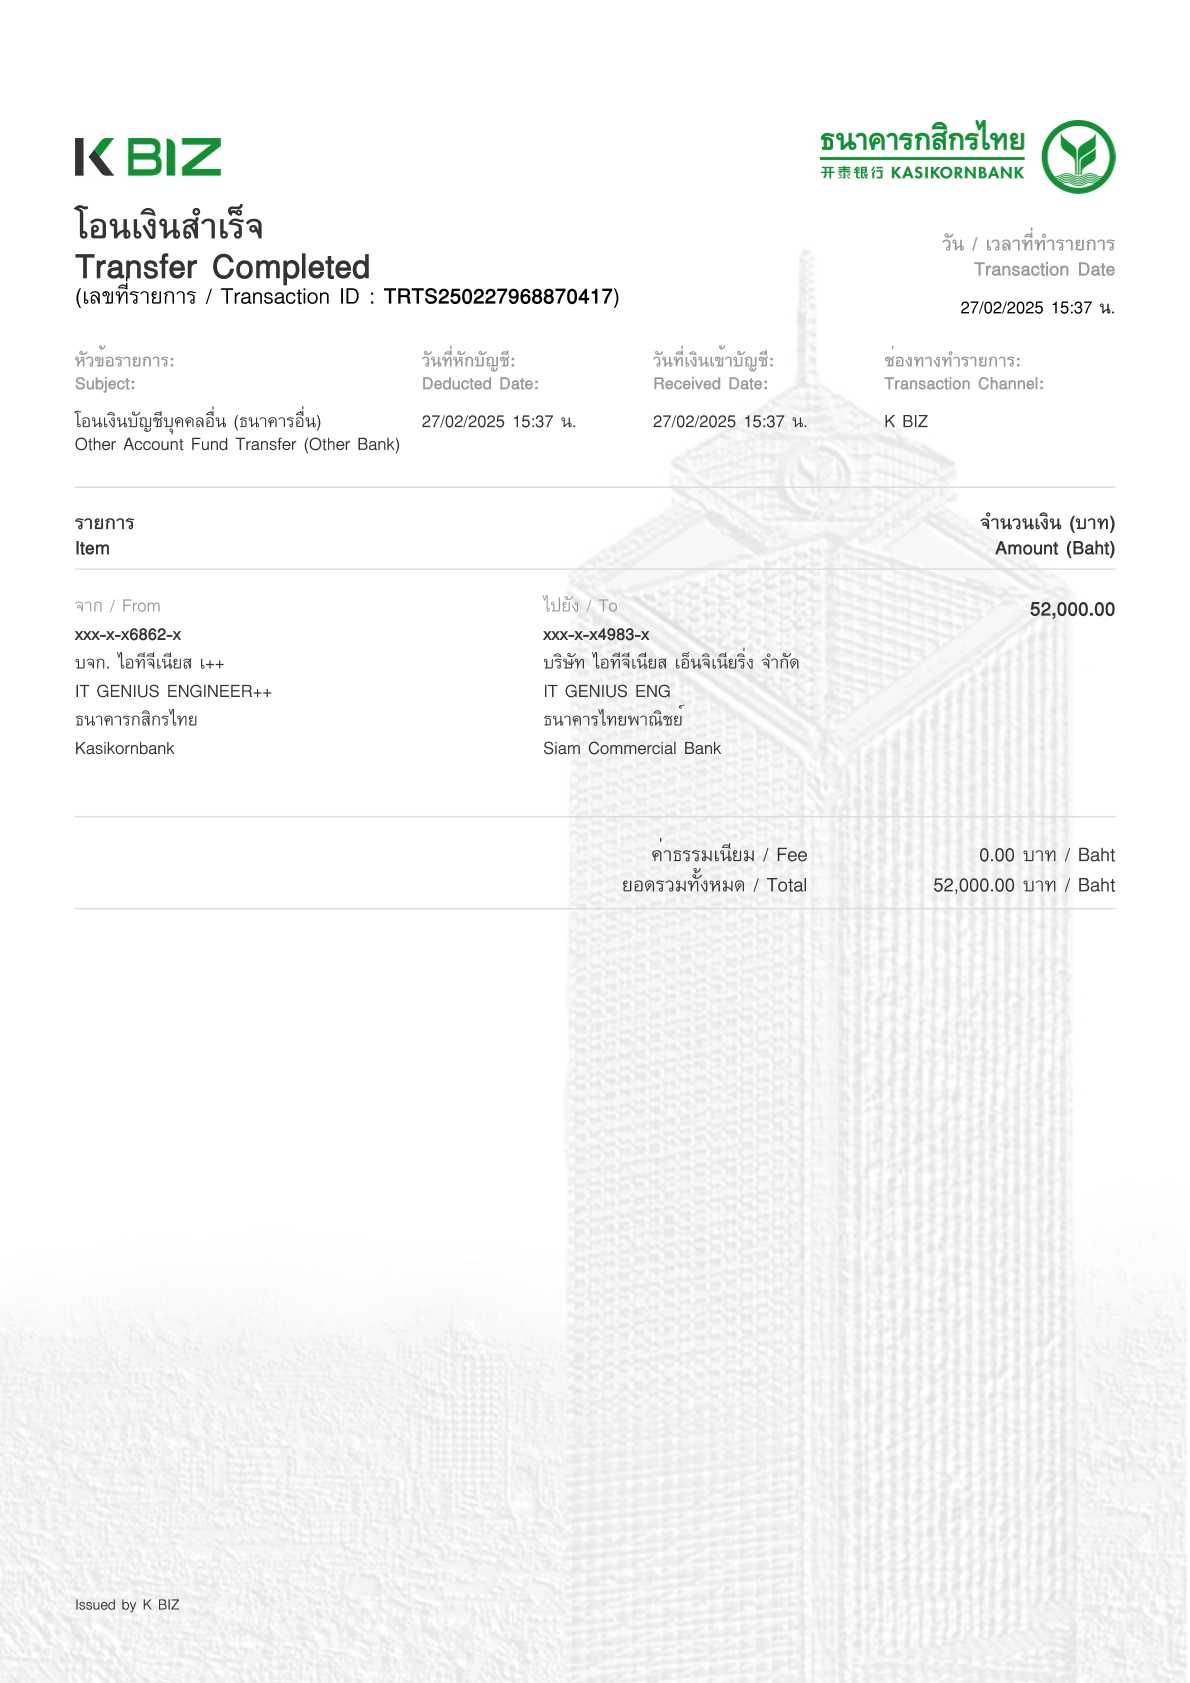 K BIZ
ธนาคารกสิกรไทย
开泰银行 KASIKORNBANK
โอนเงินสำเร็จ
Transfer Completed
(เลขที่รายการ / Transaction ID : TRTS250227968870417)
วัน / เวลาที่ทำรายการ
Transaction Date
27/02/2025 15:37 น.
หัวข้อรายการ:
Subject:
โอนเงินบัญชีบุคคลอื่น (ธนาคารอื่น)
Other Account Fund Transfer (Other Bank)
วันที่หักบัญชี:
Deducted Date:
27/02/2025 15:37 น.
วันที่เงินเข้าบัญชี:
Received Date:
27/02/2025 15:37 น.
ช่องทางทำรายการ:
Transaction Channel:
K BIZ
รายการ
Item
จำนวนเงิน (บาท)
Amount (Baht)
จาก / From
xxx-x-x6862-x
บจก. ไอทีจีเนียส เ++
IT GENIUS ENGINEER++
ธนาคารกสิกรไทย
Kasikornbank
ไปยัง / To
xxx-x-x4983-x
บริษัท ไอทีจีเนียส เอ็นจิเนียริ่ง จำกัด
IT GENIUS ENG
ธนาคารไทยพาณิชย์
Siam Commercial Bank
52,000.00
ค่าธรรมเนียม / Fee 0.00 บาท / Baht
ยอดรวมทั้งหมด / Total 52,000.00 บาท / Baht
Issued by K BIZ